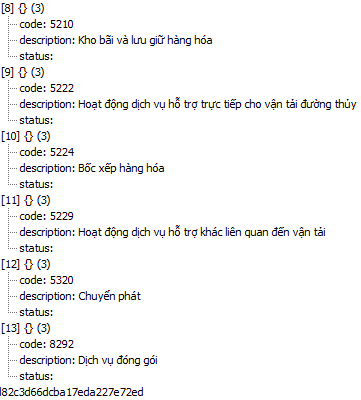 [8] {} (3)
code: 5210
description: Kho bãi và lưu giữ hàng hóa
status:
[9] {} (3)
code: 5222
description: Hoạt động dịch vụ hỗ trợ trực tiếp cho vận tải đường thủy
status:
[10] {} (3)
code: 5224
description: Bốc xếp hàng hóa
status:
[11] {} (3)
code: 5229
description: Hoạt động dịch vụ hỗ trợ khác liên quan đến vận tải
status:
[12] {} (3)
code: 5320
description: Chuyển phát
status:
[13] {} (3)
code: 8292
description: Dịch vụ đóng gói
status:
82c3d66dcba17eda227e72ed